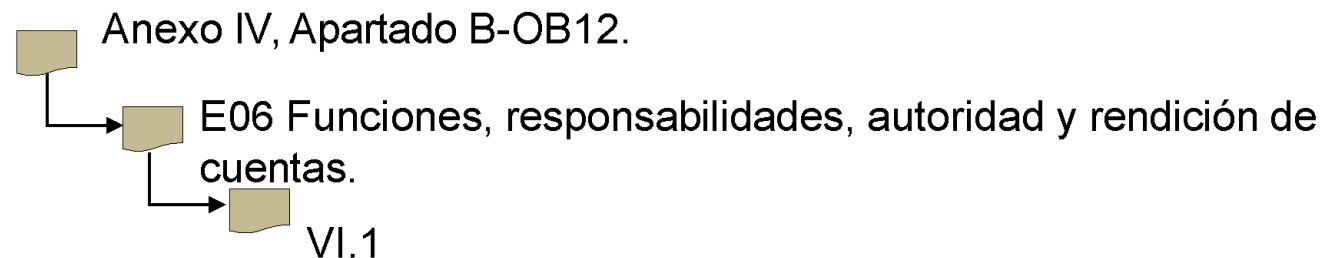 Anexo IV, Apartado B-OB12.
E06 Funciones, responsabilidades, autoridad y rendición de
cuentas.
VI.1